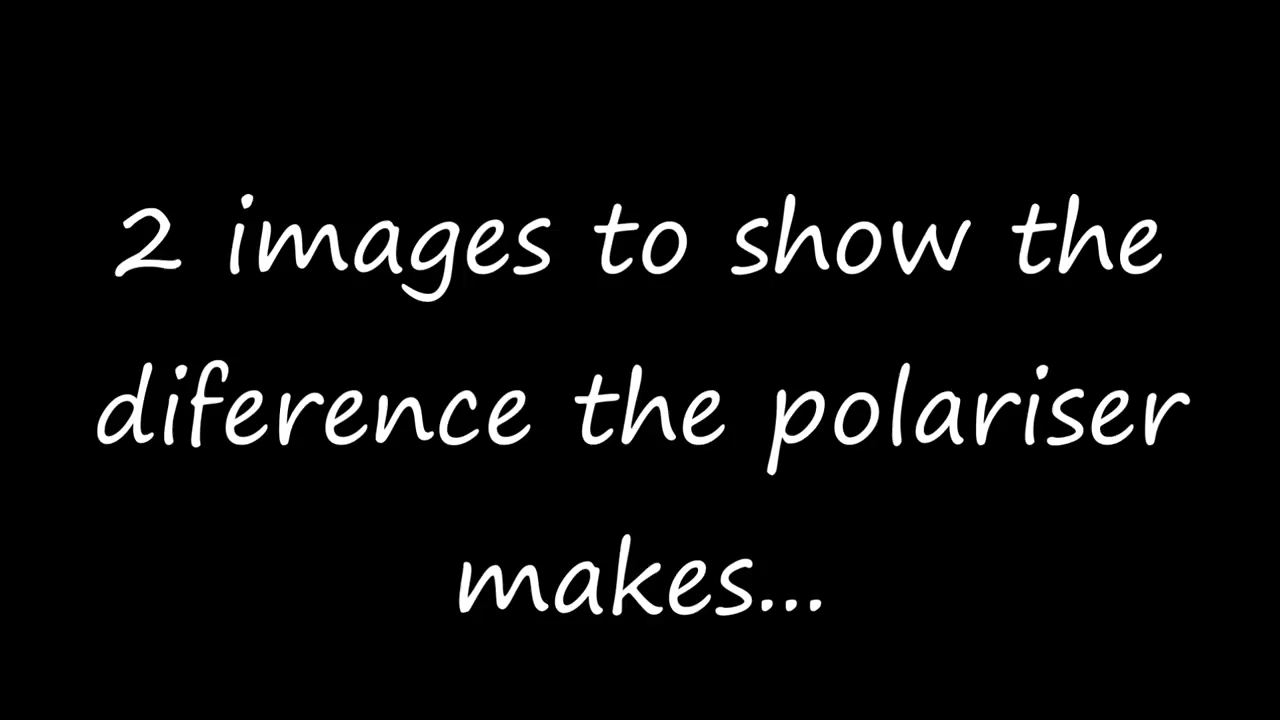 2 images to show the
diference the polariser
makes...